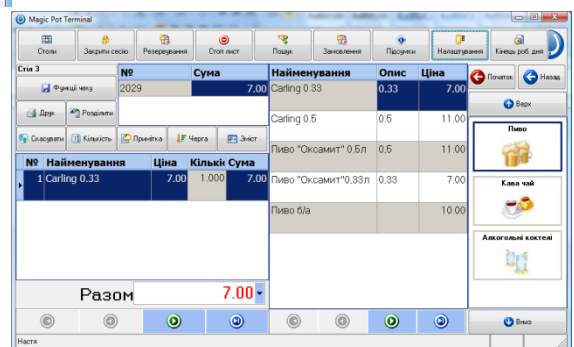 Magic Pot Terminal
Столи Закрити сесію Резервування Стоп лист Пошук Замовлення Підсумки Налаштування Кінець роб. дня
Стіл 3
Функції чеку
Друк Розділити
Скасувати Кількість Примітка Черга Зміст
№ Сума
2029 7.00
№ Найменування Ціна Кількіс Сума
1 Carling 0.33 7.00 1.000 7.00
Разом 7.00
Найменування Опис Ціна
Carling 0.33 0.33 7.00
Carling 0.5 0.5 11.00
Пиво "Оксамит" 0,5л 0.5 11.00
Пиво "Оксамит"0,33л 0.33 7.00
Пиво б/а 10.00
Початок Назад
Верх
Пиво
Кава чай
Алкогольні коктелі
Вниз
Настя